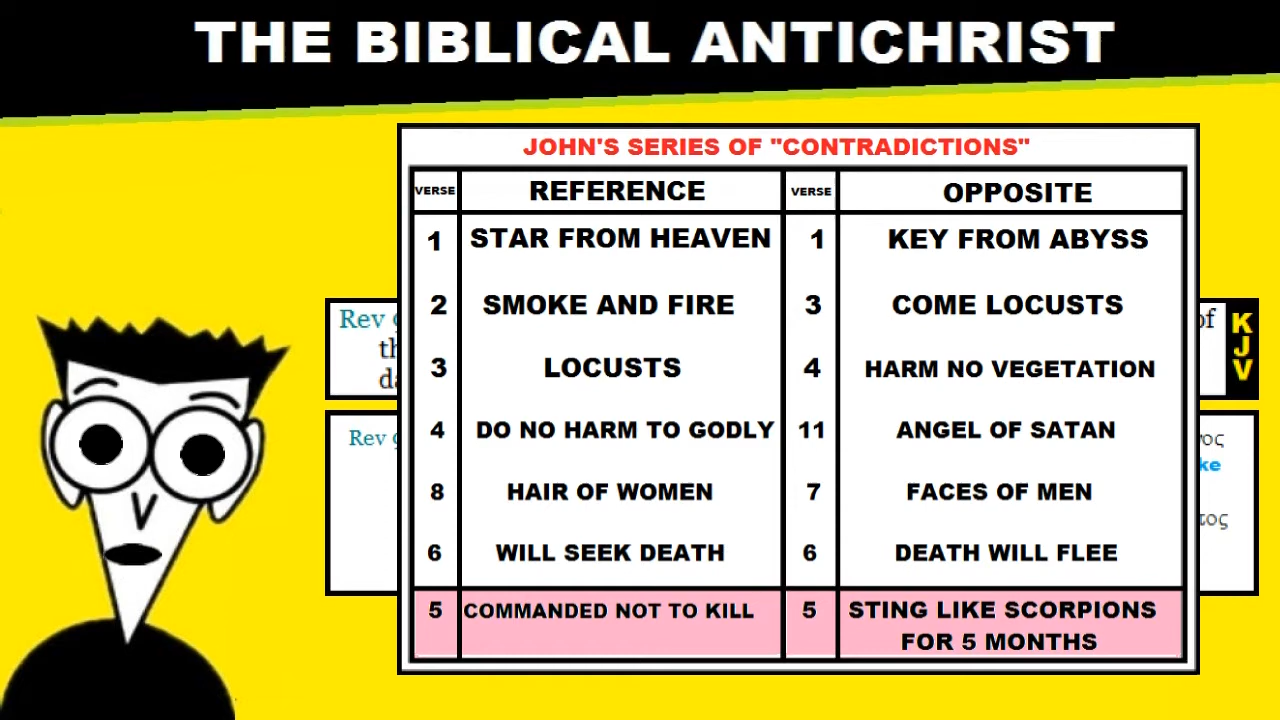 THE BIBLICAL ANTICHRIST
JOHN'S SERIES OF "CONTRADICTIONS"
VERSE REFERENCE VERSE OPPOSITE
1 STAR FROM HEAVEN 1 KEY FROM ABYSS
2 SMOKE AND FIRE 3 COME LOCUSTS
3 LOCUSTS 4 HARM NO VEGETATION
4 DO NO HARM TO GODLY 11 ANGEL OF SATAN
8 HAIR OF WOMEN 7 FACES OF MEN
6 WILL SEEK DEATH 6 DEATH WILL FLEE
5 COMMANDED NOT TO KILL 5 STING LIKE SCORPIONS
FOR 5 MONTHS
Rev
of
KJV
Rev